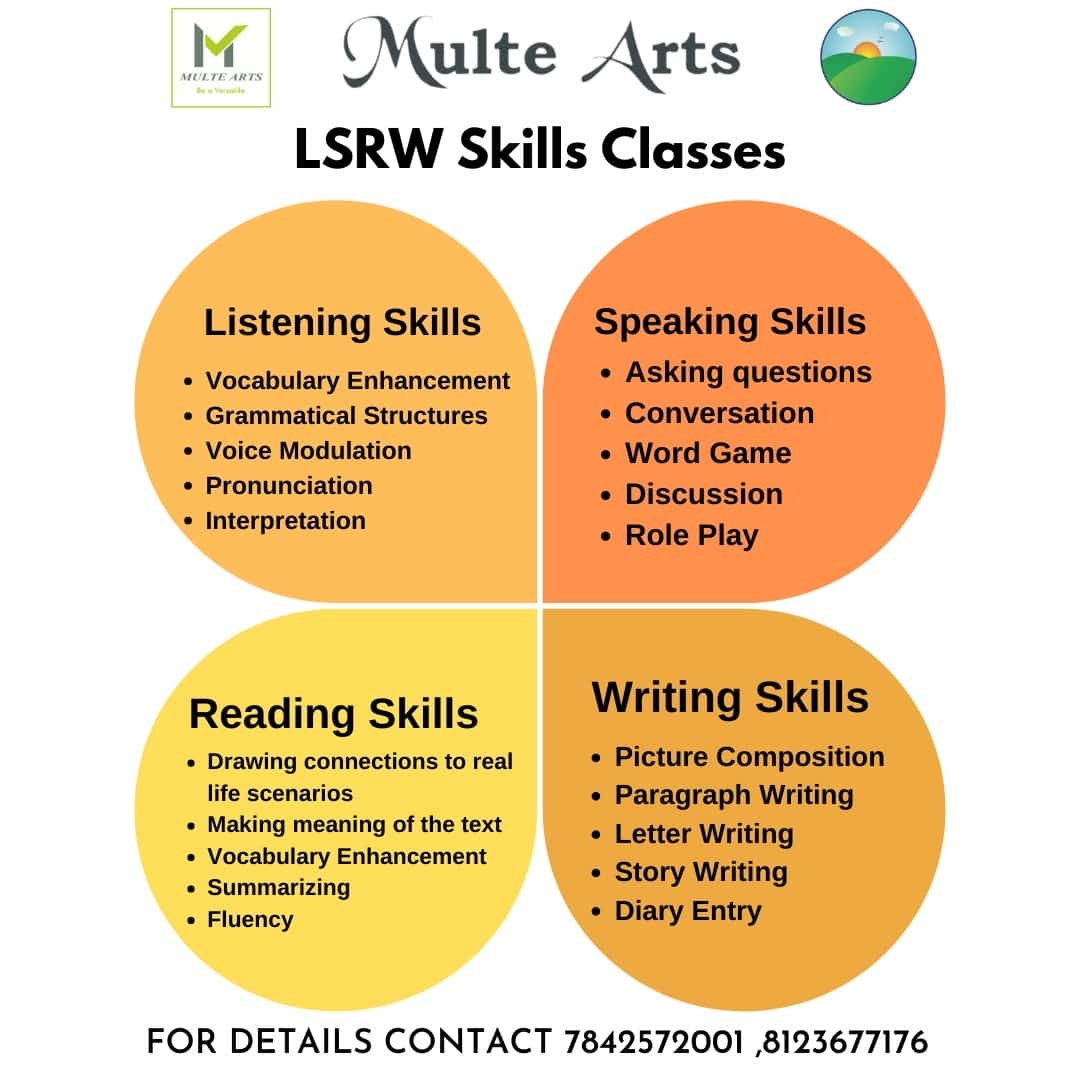 MULTE ARTS
Be a Versatile
Multe Arts
LSRW Skills Classes
Listening Skills
• Vocabulary Enhancement
• Grammatical Structures
• Voice Modulation
• Pronunciation
• Interpretation
Speaking Skills
• Asking questions
• Conversation
• Word Game
• Discussion
• Role Play
Reading Skills
• Drawing connections to real
life scenarios
• Making meaning of the text
• Vocabulary Enhancement
• Summarizing
• Fluency
Writing Skills
• Picture Composition
• Paragraph Writing
• Letter Writing
• Story Writing
• Diary Entry
FOR DETAILS CONTACT 7842572001 ,8123677176